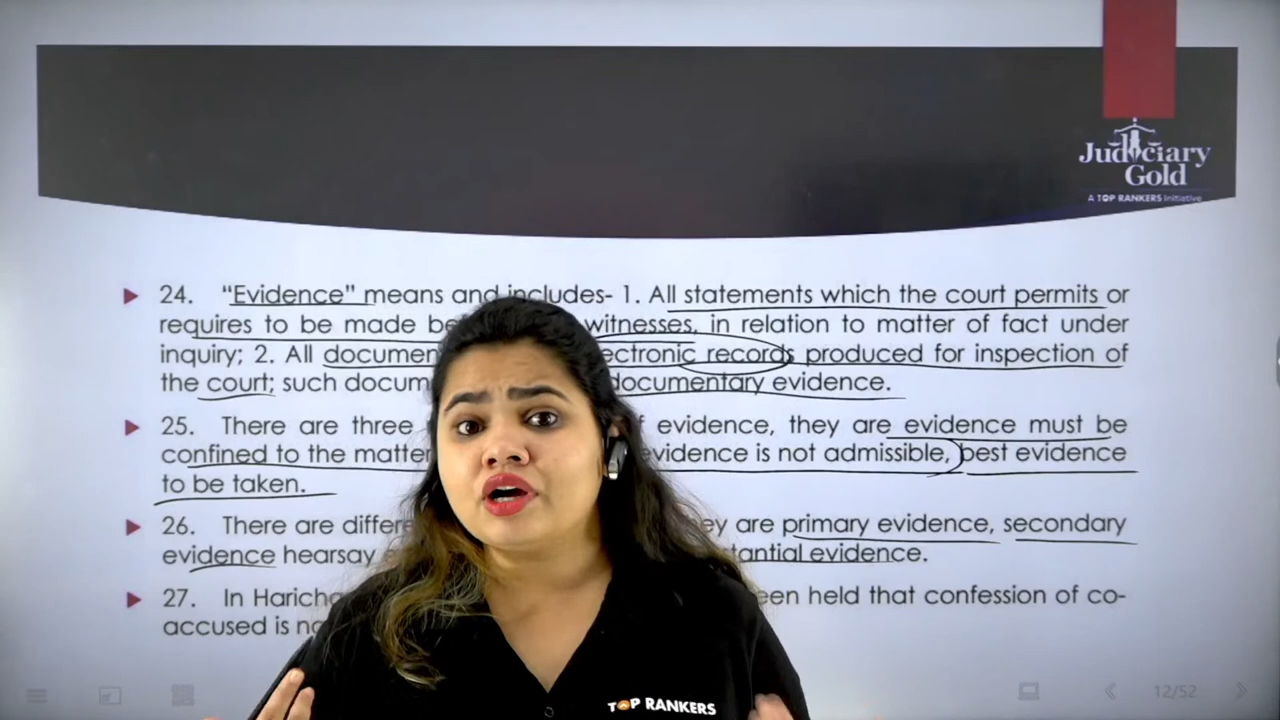 Judiciary
Gold
A TOP RANKERS Initiative
24. “Evidence” means and includes- 1. All statements which the court permits or
requires to be made be witnesses, in relation to matter of fact under
inquiry; 2. All documen ectronic records produced for inspection of
the court; such docum documentary evidence.
25. There are three f evidence, they are evidence must be
confined to the matter evidence is not admissible, best evidence
to be taken.
26. There are differe ey are primary evidence, secondary
evidence hearsay tantial evidence.
27. In Haricha een held that confession of co-
accused is no
TOP RANKERS
12/52